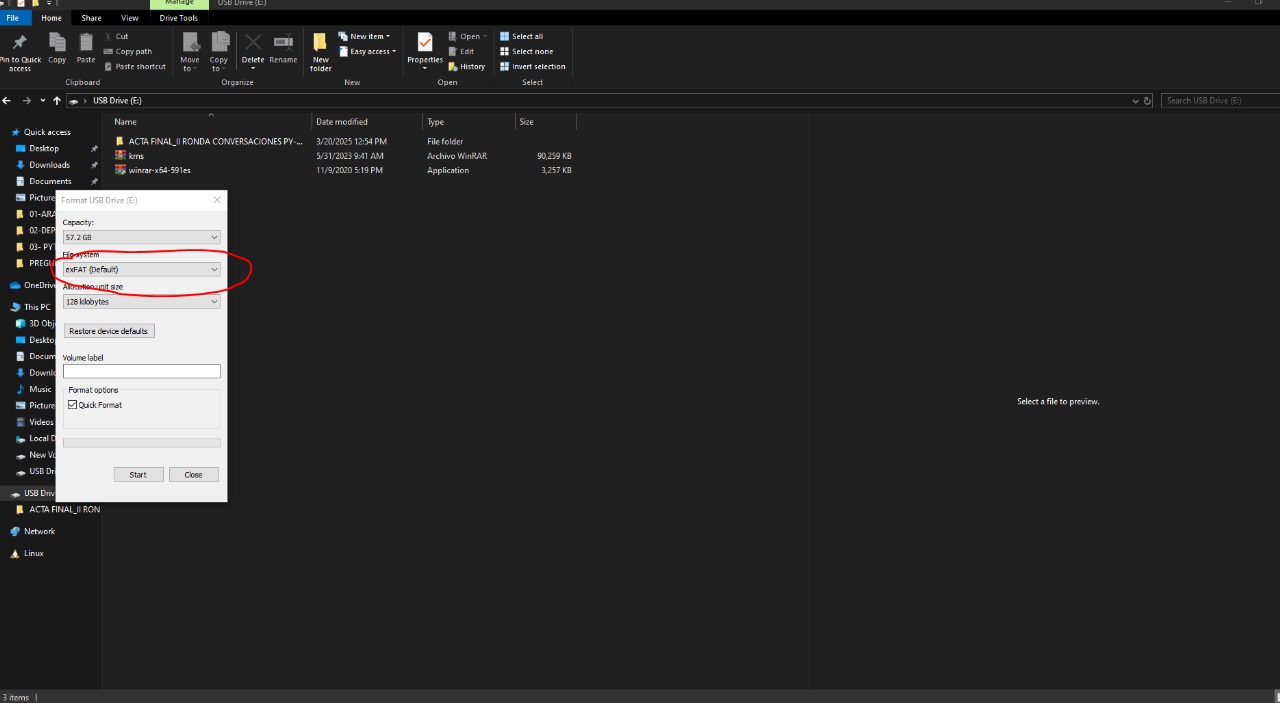 Manage
USB Drive (E:)
File
Home
Share
View
Drive Tools
Pin to Quick access
Copy
Paste
Cut
Copy path
Paste shortcut
Move to
Copy to
Delete
Rename
New folder
New item
Easy access
Properties
Open
Edit
History
Select all
Select none
Invert selection
Clipboard
Organize
New
Open
Select
USB Drive (E:)
Search USB Drive (E:)
Name
Date modified
Type
Size
ACTA FINAL_II RONDA CONVERSACIONES PY-... 3/20/2025 12:54 PM File folder
kms 5/31/2023 9:41 AM Archivo WinRAR 90,259 KB
winrar-x64-591es 11/9/2020 5:19 PM Application 3,257 KB
Quick access
Desktop
Downloads
Documents
Picture
01-ARA
02-DEP
03- PY
PREGU
OneDrive
This PC
3D Obj
Deskto
Docum
Downlo
Music
Picture
Videos
Local D
New Vo
USB Dri
USB Driv
ACTA FINAL_II RON
Network
Linux
Format USB Drive (E:)
Capacity:
57.2 GB
File system
exFAT (Default)
Allocation unit size
128 kilobytes
Restore device defaults
Volume label
Format options
Quick Format
Start
Close
Select a file to preview.
3 items